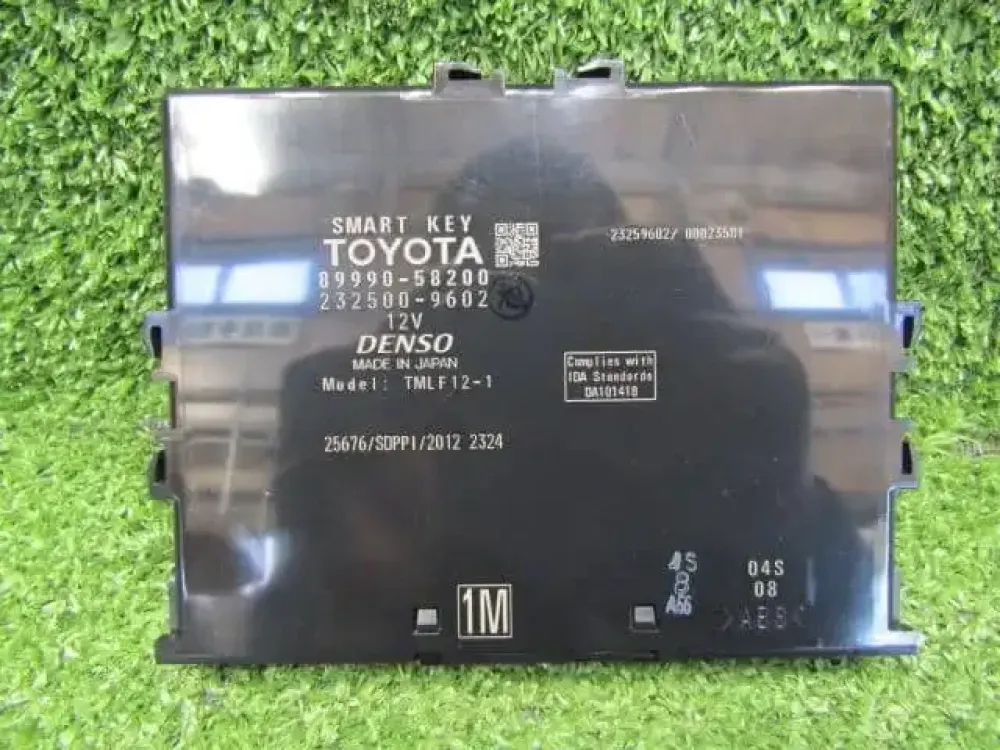 SMART KEY
TOYOTA
89990-58200
232500-9602
12V
DENSO
MADE IN JAPAN
Model: TMLF12-1
25676/SDPPI/2012 2324
23259602/ 00023501
Complies with
IDA Standards
DA101418
1M
04S
08
>ABS<